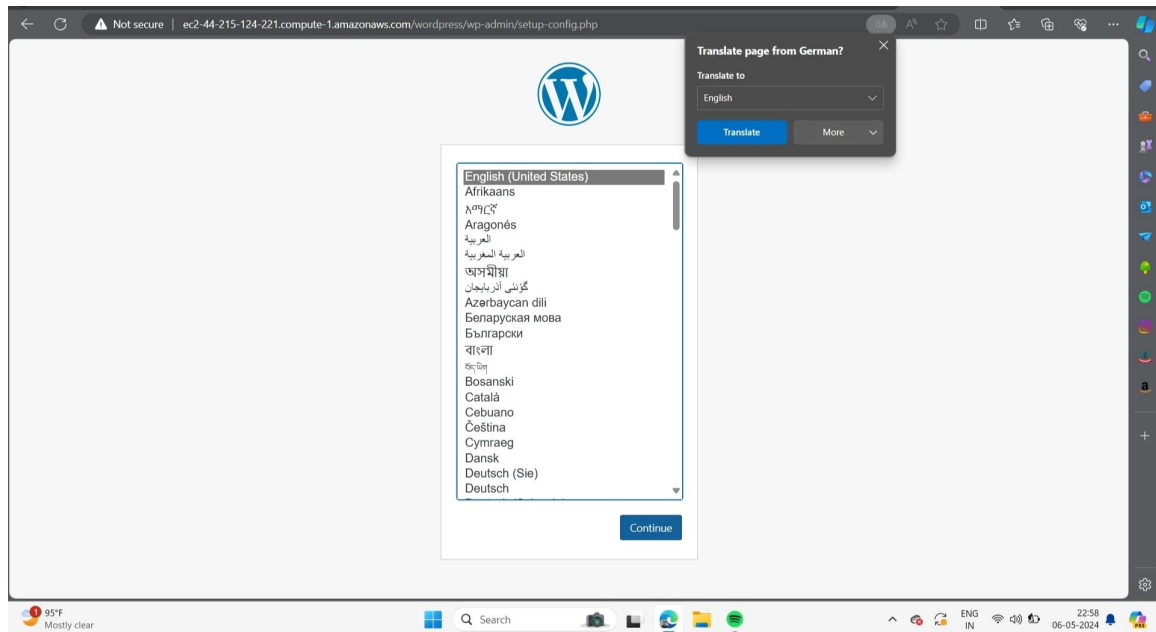 Not secure | ec2-44-215-124-221.compute-1.amazonaws.com/wordpress/wp-admin/setup-config.php
Translate page from German?
Translate to
English
Translate
More
English (United States)
Afrikaans
አማርኛ
Aragonés
العربية
العربية المغربية
অসমীয়া
گؤنئی آذربایجان
Azərbaycan dili
Беларуская мова
Български
বাংলা
བོད་ཡིག
Bosanski
Català
Cebuano
Čeština
Cymraeg
Dansk
Deutsch (Sie)
Deutsch
Continue
1
95°F
Mostly clear
Search
ENG
IN
22:58
06-05-2024